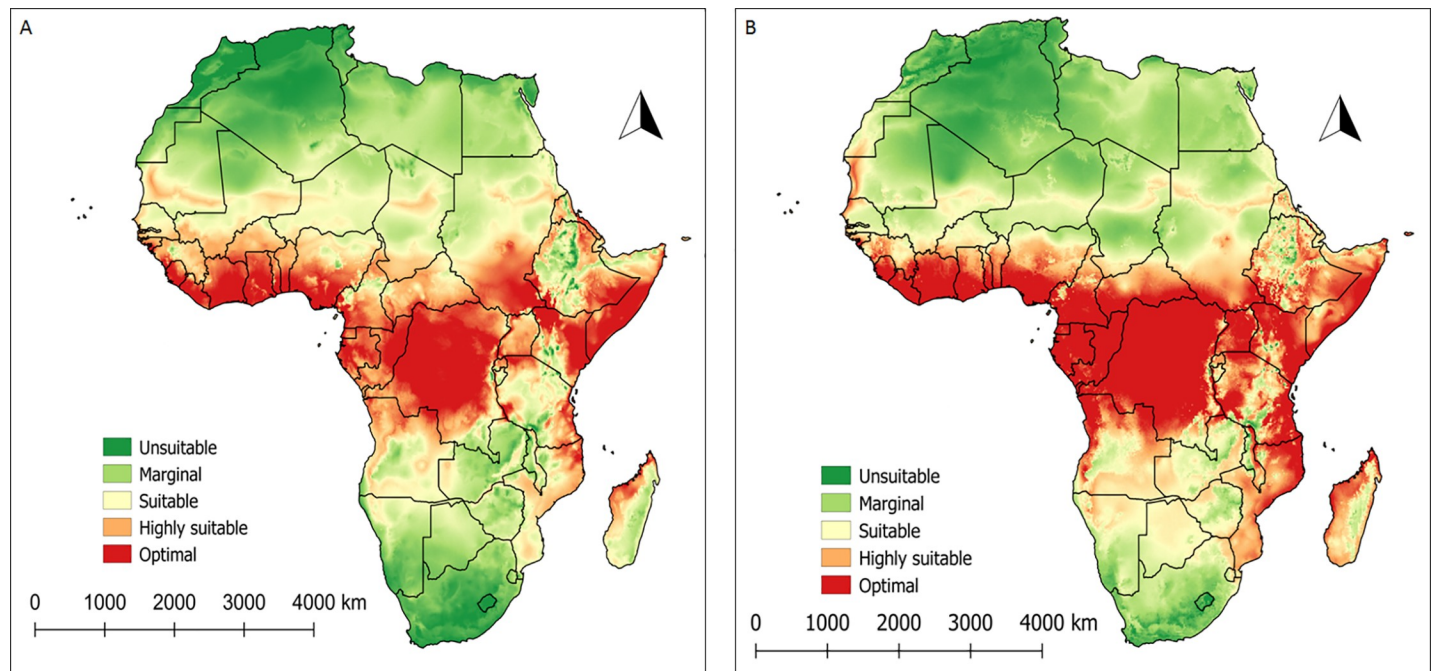 A
Unsuitable
Marginal
Suitable
Highly suitable
Optimal
0 1000 2000 3000 4000 km
B
Unsuitable
Marginal
Suitable
Highly suitable
Optimal
0 1000 2000 3000 4000 km